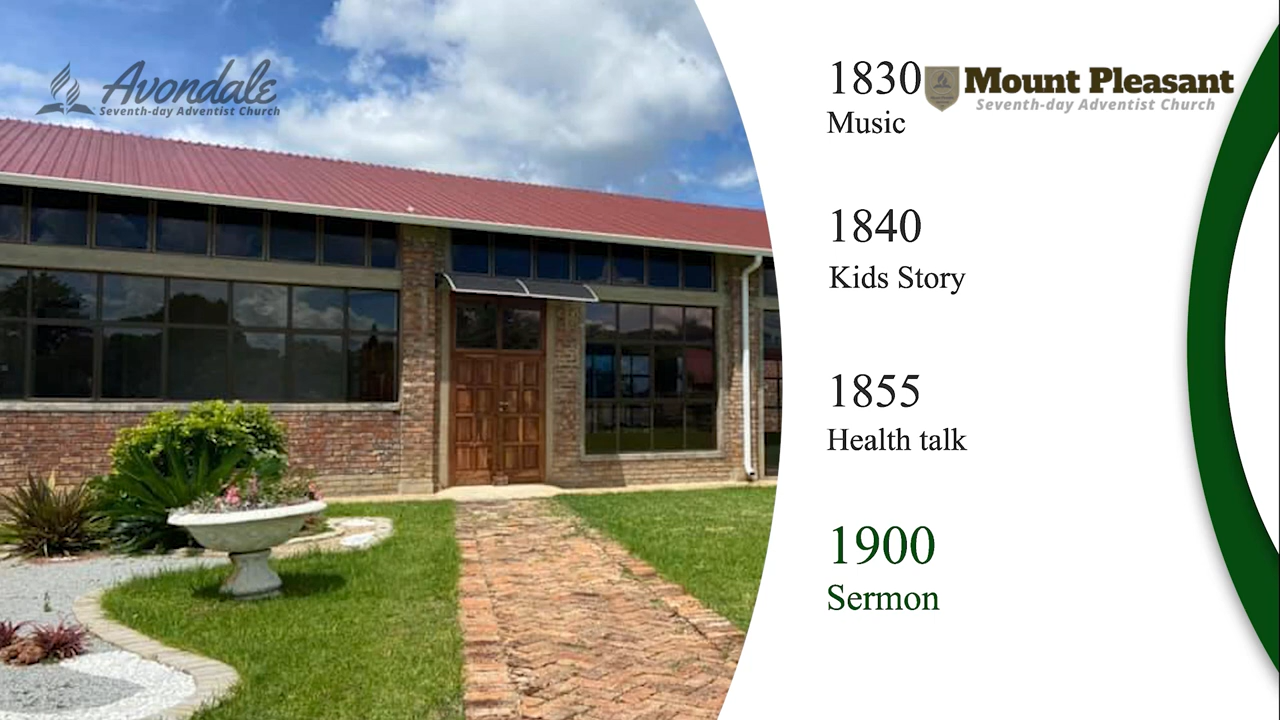 Avondale
Seventh-day Adventist Church
1830
Mount Pleasant
Seventh-day Adventist Church
Music
1840
Kids Story
1855
Health talk
1900
Sermon